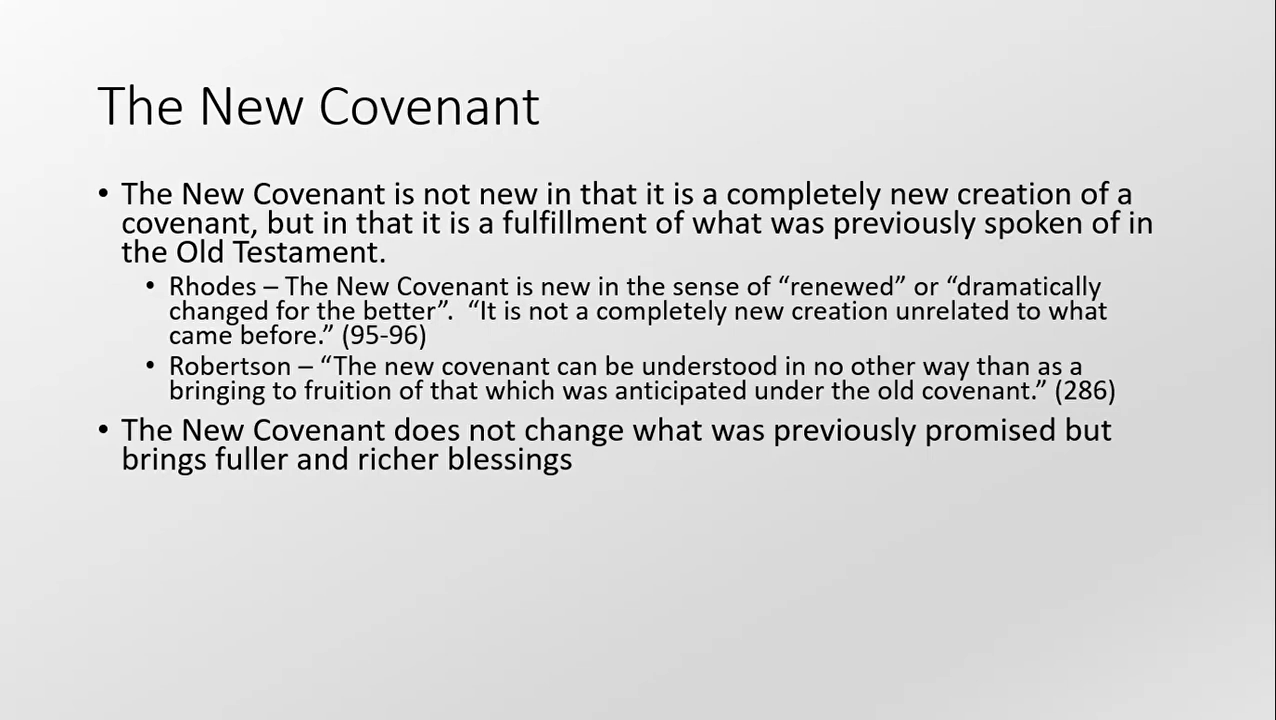 The New Covenant
• The New Covenant is not new in that it is a completely new creation of a
covenant, but in that it is a fulfillment of what was previously spoken of in
the Old Testament.
• Rhodes – The New Covenant is new in the sense of “renewed” or “dramatically
changed for the better”.  “It is not a completely new creation unrelated to what
came before.” (95-96)
• Robertson – “The new covenant can be understood in no other way than as a
bringing to fruition of that which was anticipated under the old covenant.” (286)
• The New Covenant does not change what was previously promised but
brings fuller and richer blessings